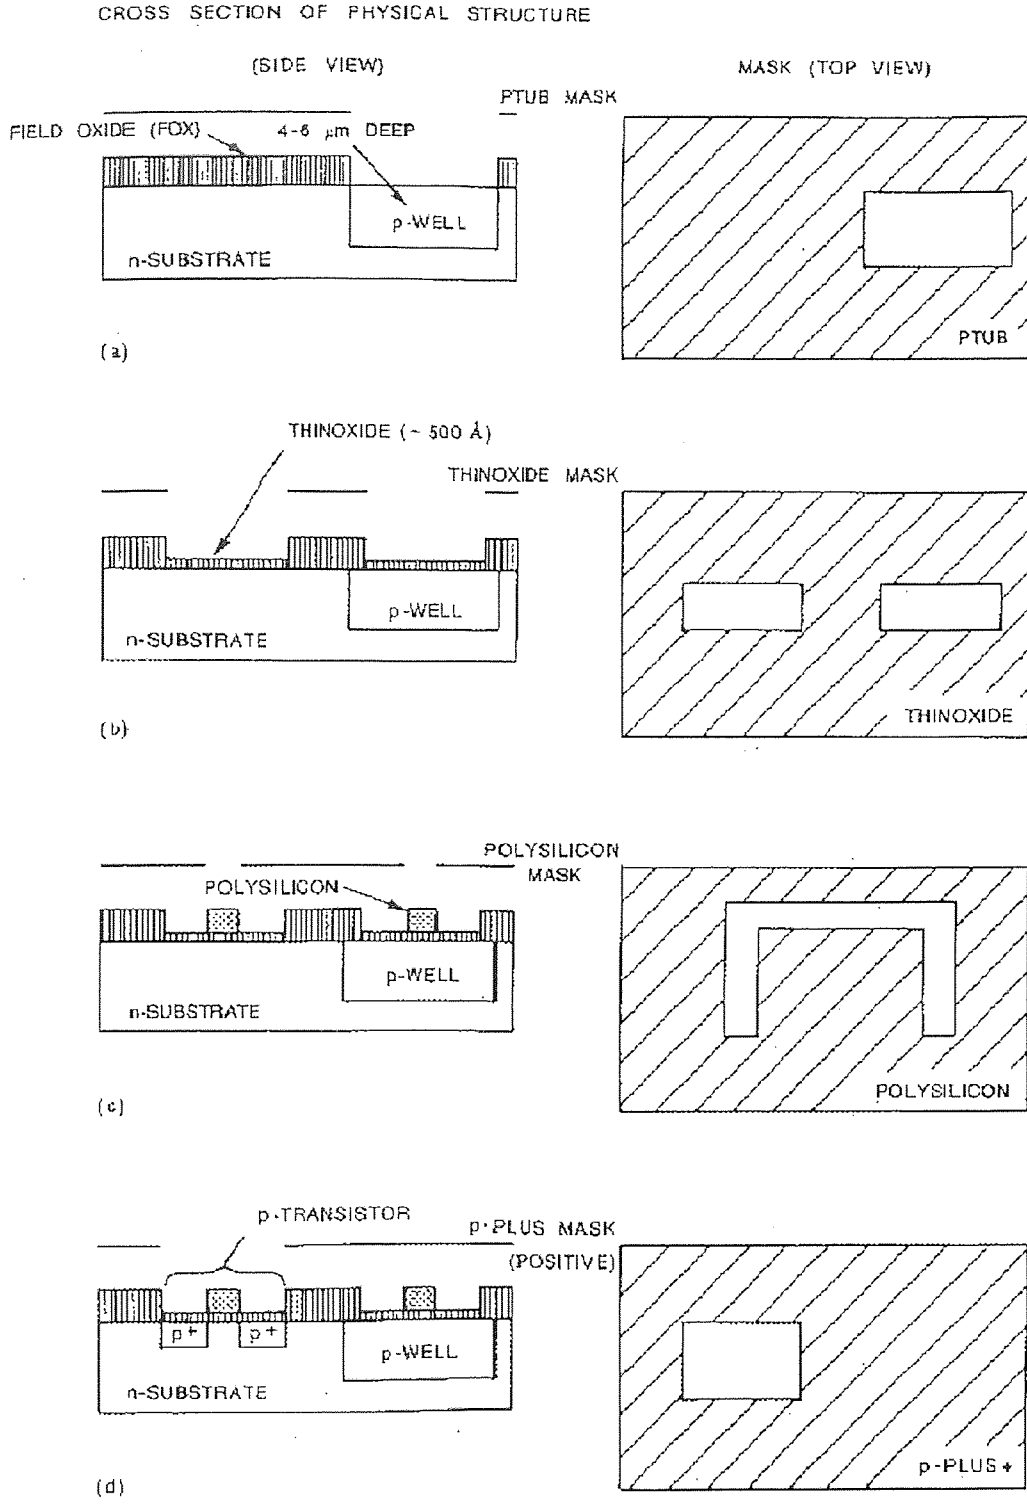 CROSS SECTION OF PHYSICAL STRUCTURE
(SIDE VIEW)
MASK (TOP VIEW)
PTUB MASK
FIELD OXIDE (FOX)
4-6 μm DEEP
p-WELL
n-SUBSTRATE
PTUB
(a)
THINOXIDE (~ 500 Å)
THINOXIDE MASK
p-WELL
n-SUBSTRATE
THINOXIDE
(b)
POLYSILICON
MASK
POLYSILICON
p-WELL
n-SUBSTRATE
POLYSILICON
(c)
p-TRANSISTOR
p-PLUS MASK
(POSITIVE)
p+
p+
p-WELL
n-SUBSTRATE
p-PLUS+
(d)